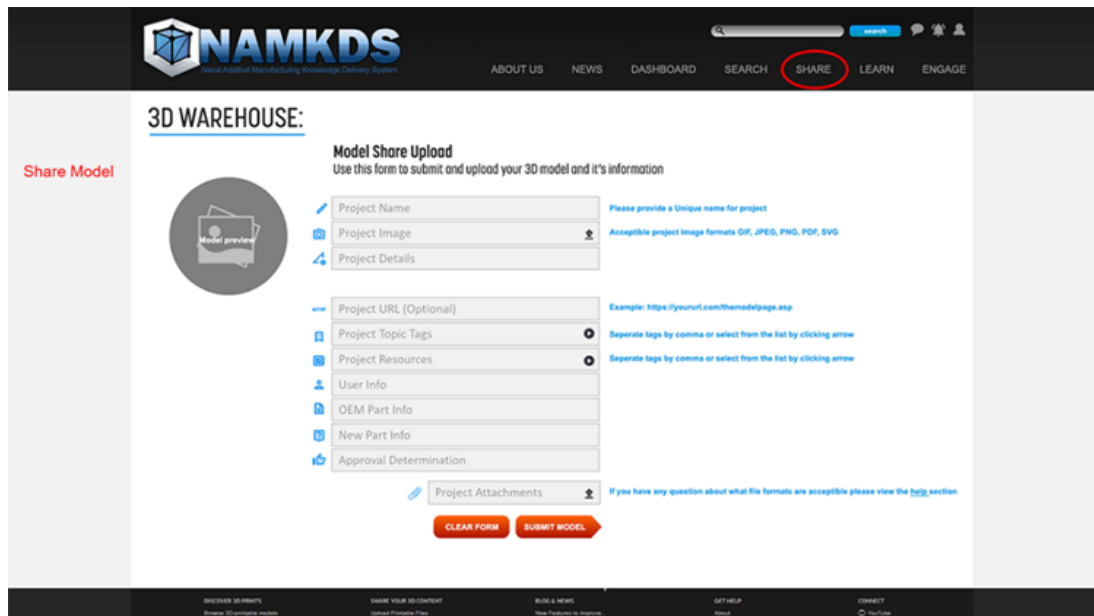 NAMKDS
Naval Additive Manufacturing Knowledge Delivery System
search
ABOUT US NEWS DASHBOARD SEARCH SHARE LEARN ENGAGE
3D WAREHOUSE:
Share Model
Model Share Upload
Use this form to submit and upload your 3D model and it's information
Model preview
Project Name
Please provide a Unique name for project
Project Image
Acceptible project image formats GIF, JPEG, PNG, PDF, SVG
Project Details
HTTP
Project URL (Optional)
Example: https://yoururl.com/themodelpage.asp
Project Topic Tags
Seperate tags by comma or select from the list by clicking arrow
Project Resources
Seperate tags by comma or select from the list by clicking arrow
User Info
OEM Part Info
New Part Info
Approval Determination
Project Attachments
If you have any question about what file formats are acceptible please view the help section
CLEAR FORM SUBMIT MODEL
DISCOVER 3D PRINTS SHARE YOUR 3D CONTENT BLOG & NEWS GET HELP CONNECT
Browse 3D-printable models Upload Printable Files New Features to Improve... About YouTube